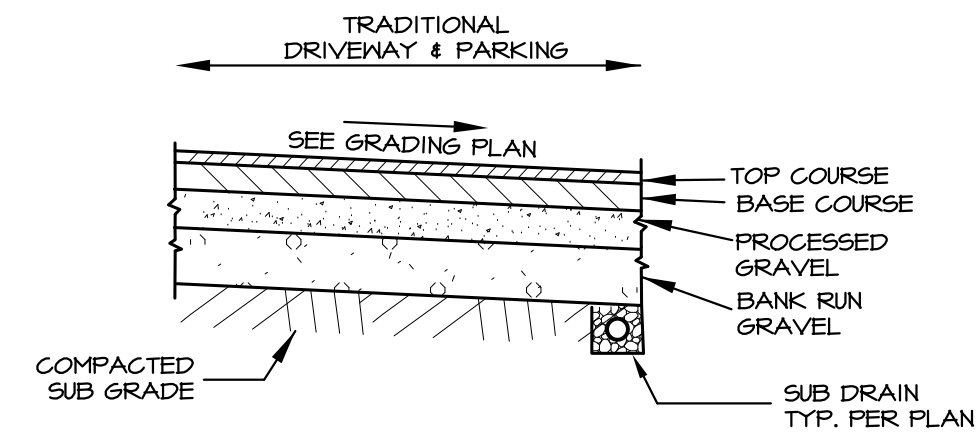 TRADITIONAL
DRIVEWAY & PARKING
SEE GRADING PLAN
TOP COURSE
BASE COURSE
PROCESSED
GRAVEL
BANK RUN
GRAVEL
COMPACTED
SUB GRADE
SUB DRAIN
TYP. PER PLAN